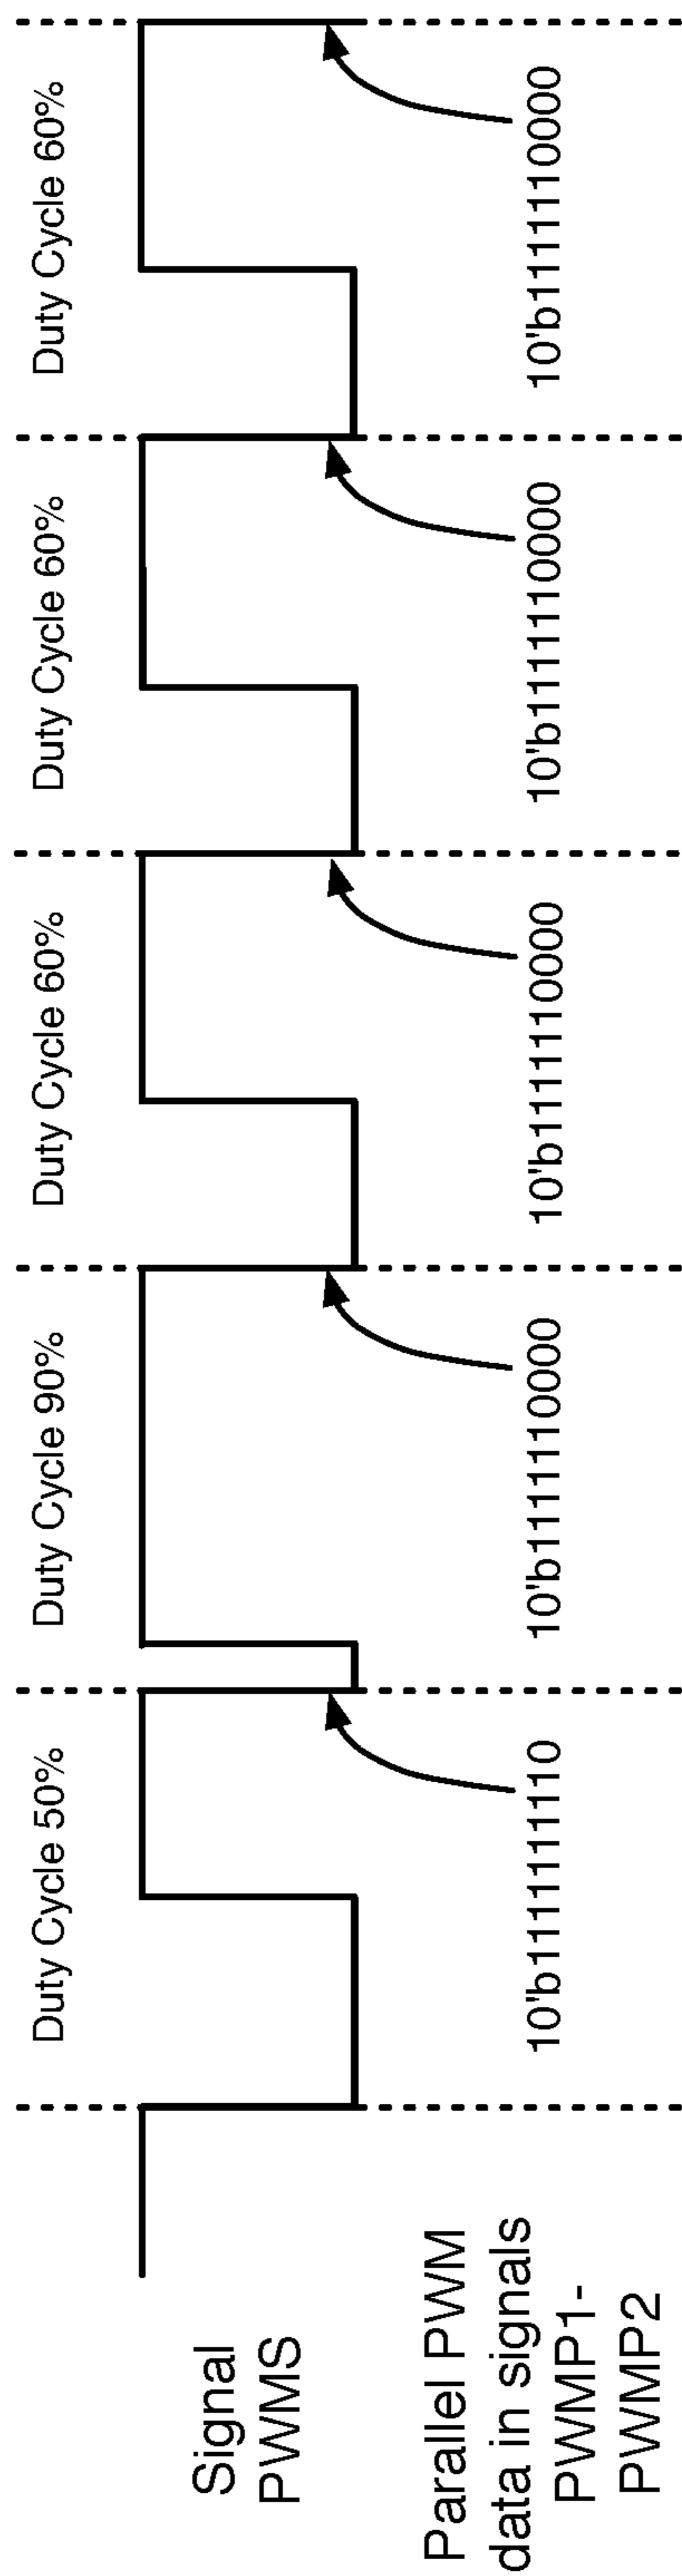 Duty Cycle 50%
Duty Cycle 90%
Duty Cycle 60%
Duty Cycle 60%
Duty Cycle 60%
Signal
PWMS
Parallel PWM
data in signals
PWMP1-
PWMP2
10'b1111111110
10'b1111110000
10'b1111110000
10'b1111110000
10'b1111110000